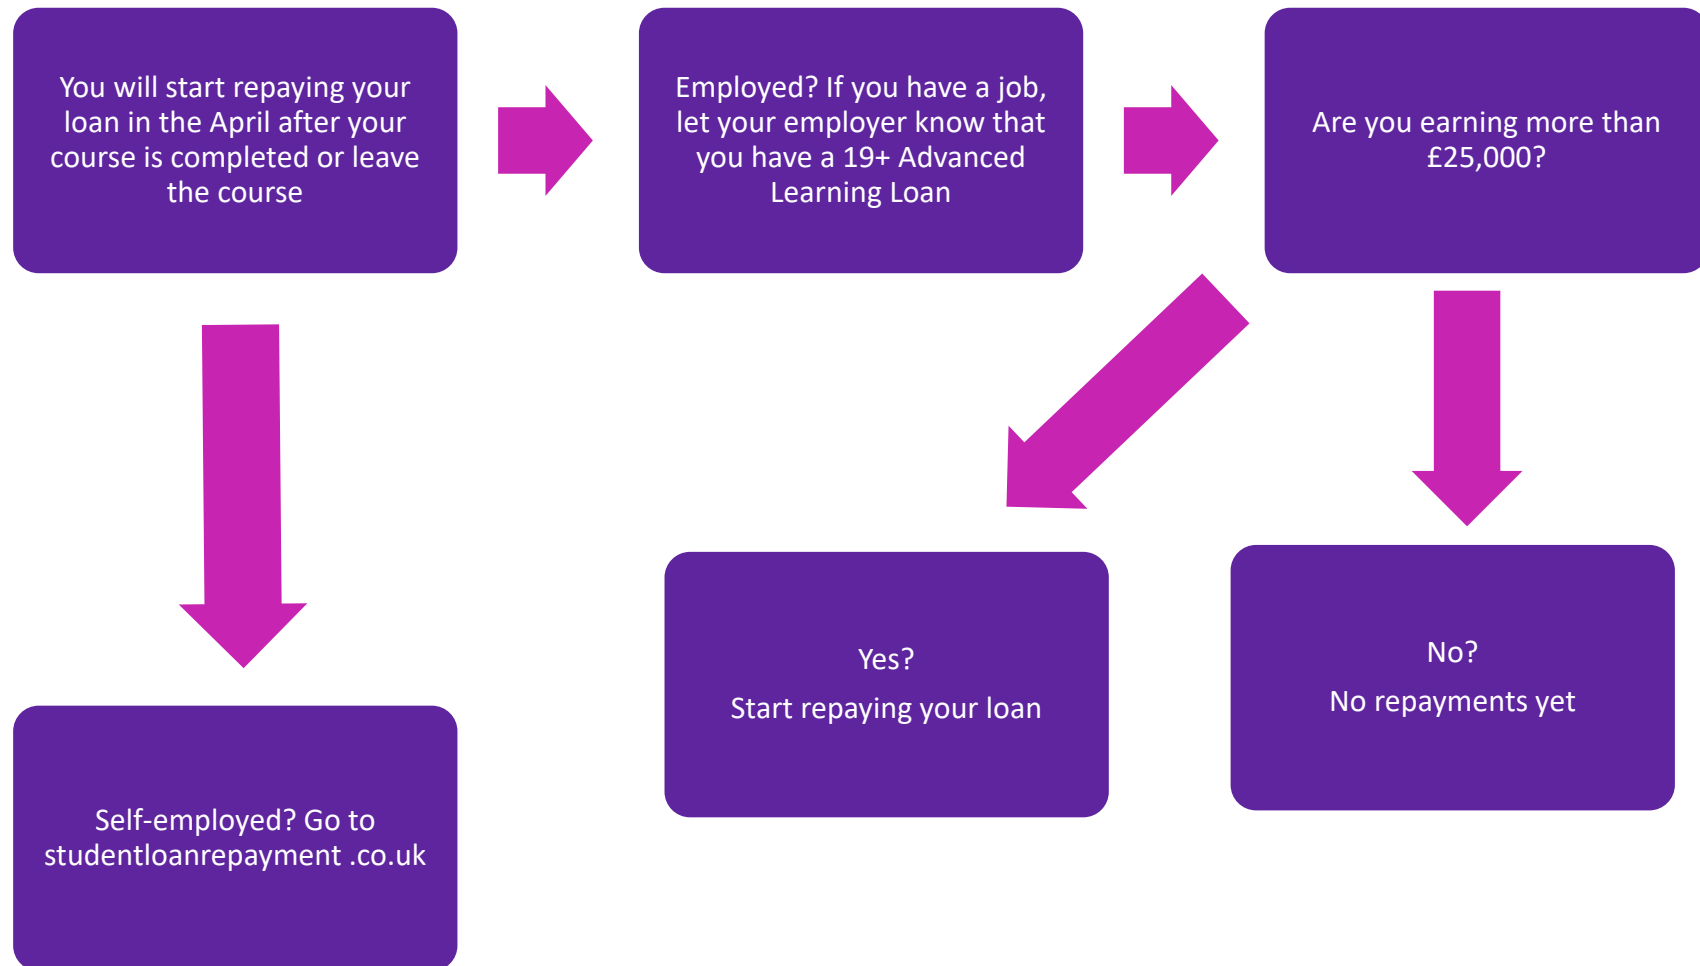 You will start repaying your
loan in the April after your
course is completed or leave
the course
Employed? If you have a job,
let your employer know that
you have a 19+ Advanced
Learning Loan
Are you earning more than
£25,000?
Yes?
Start repaying your loan
No?
No repayments yet
Self-employed? Go to
studentloanrepayment .co.uk